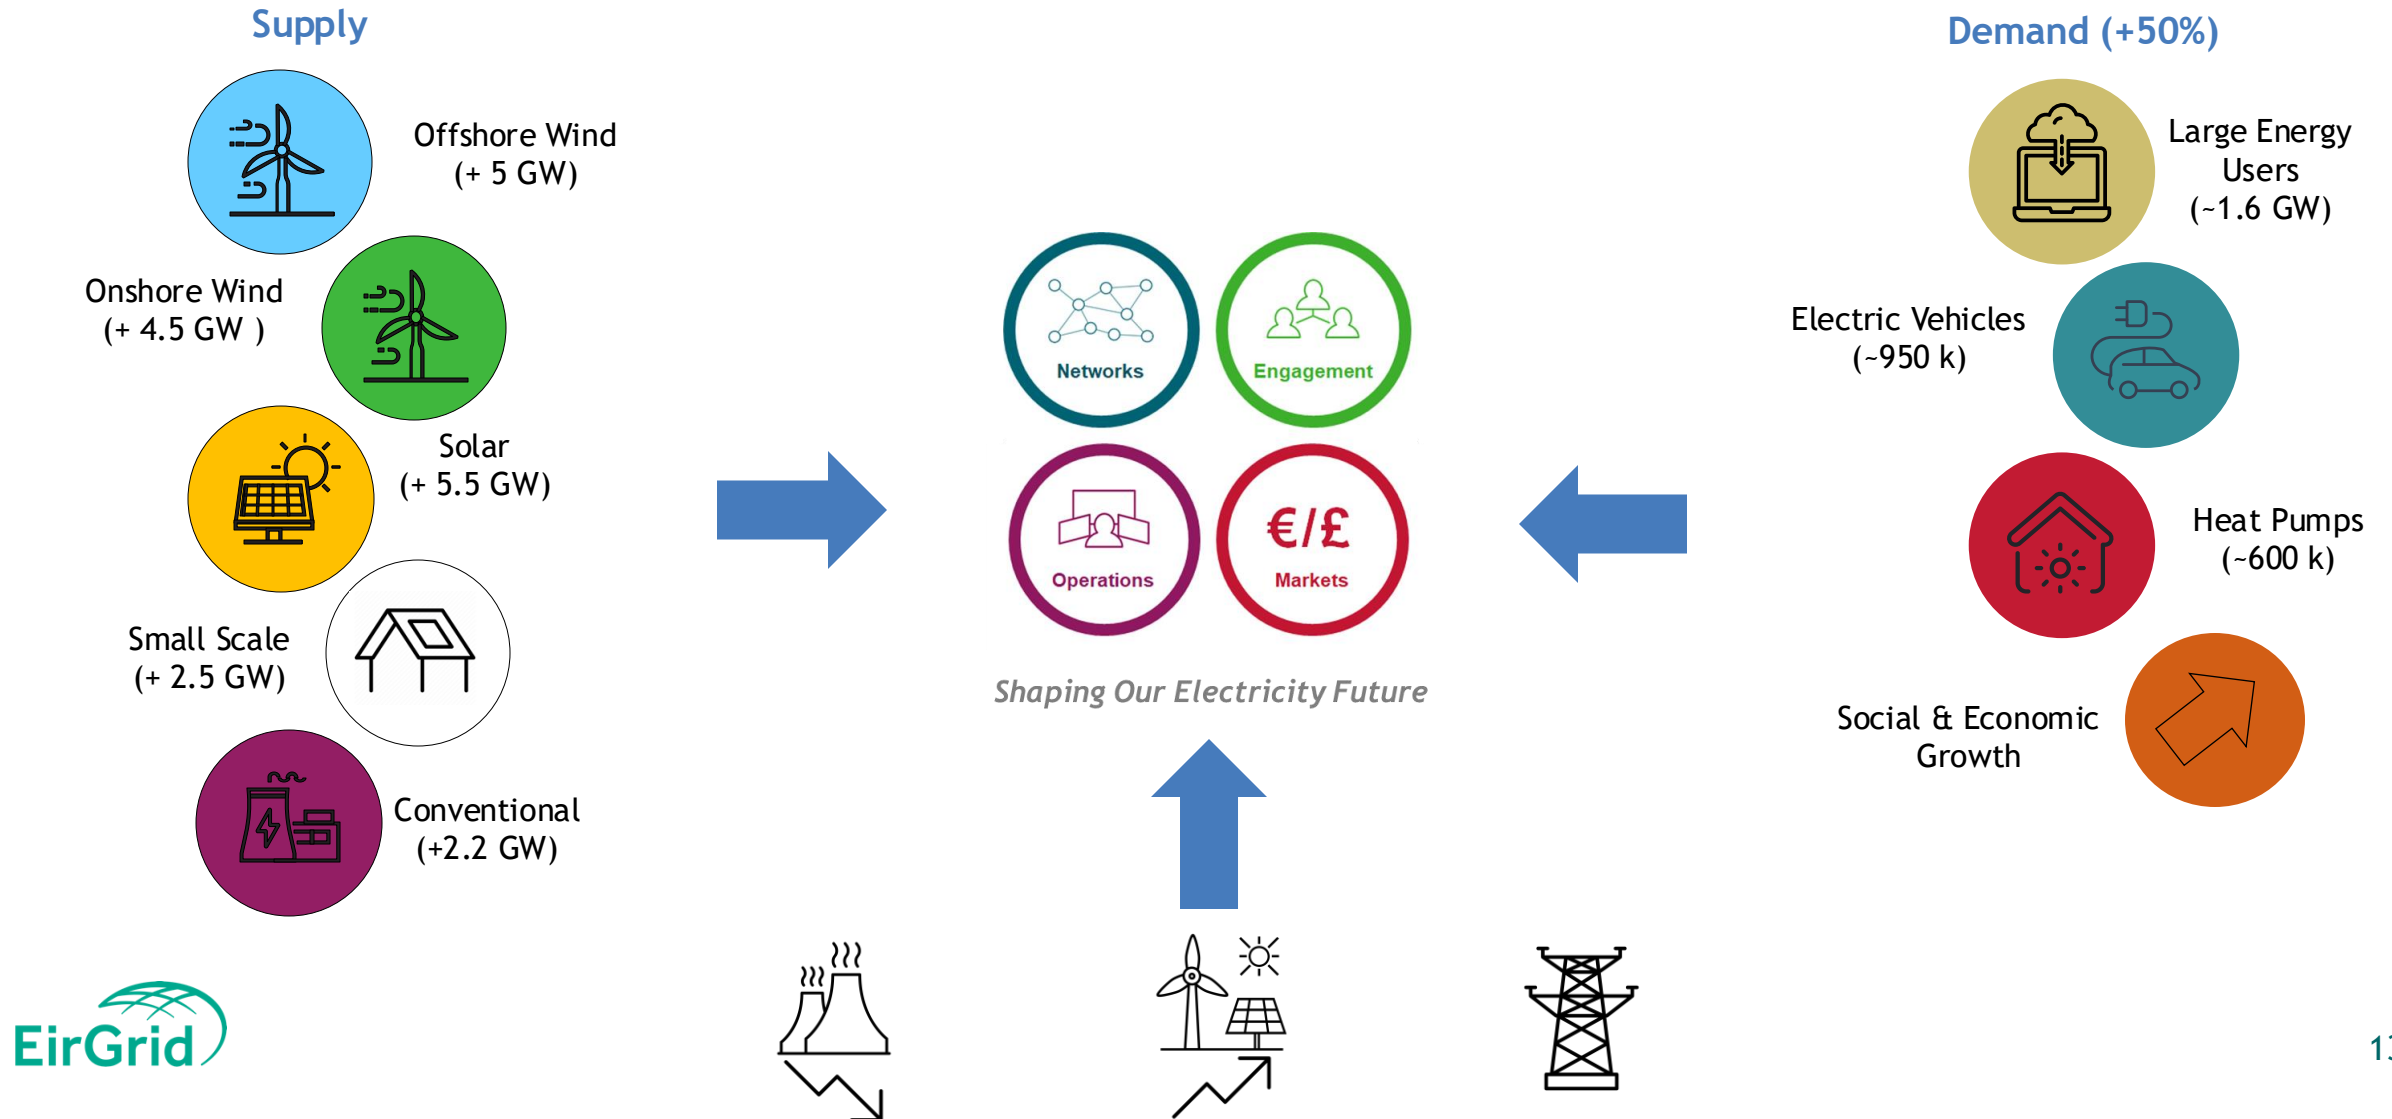 Supply
Offshore Wind
(+ 5 GW)
Onshore Wind
(+ 4.5 GW )
Solar
(+ 5.5 GW)
Small Scale
(+ 2.5 GW)
Conventional
(+2.2 GW)
Networks
Engagement
Operations
€/£
Markets
Shaping Our Electricity Future
Demand (+50%)
Large Energy
Users
(~1.6 GW)
Electric Vehicles
(~950 k)
Heat Pumps
(~600 k)
Social & Economic
Growth
EirGrid